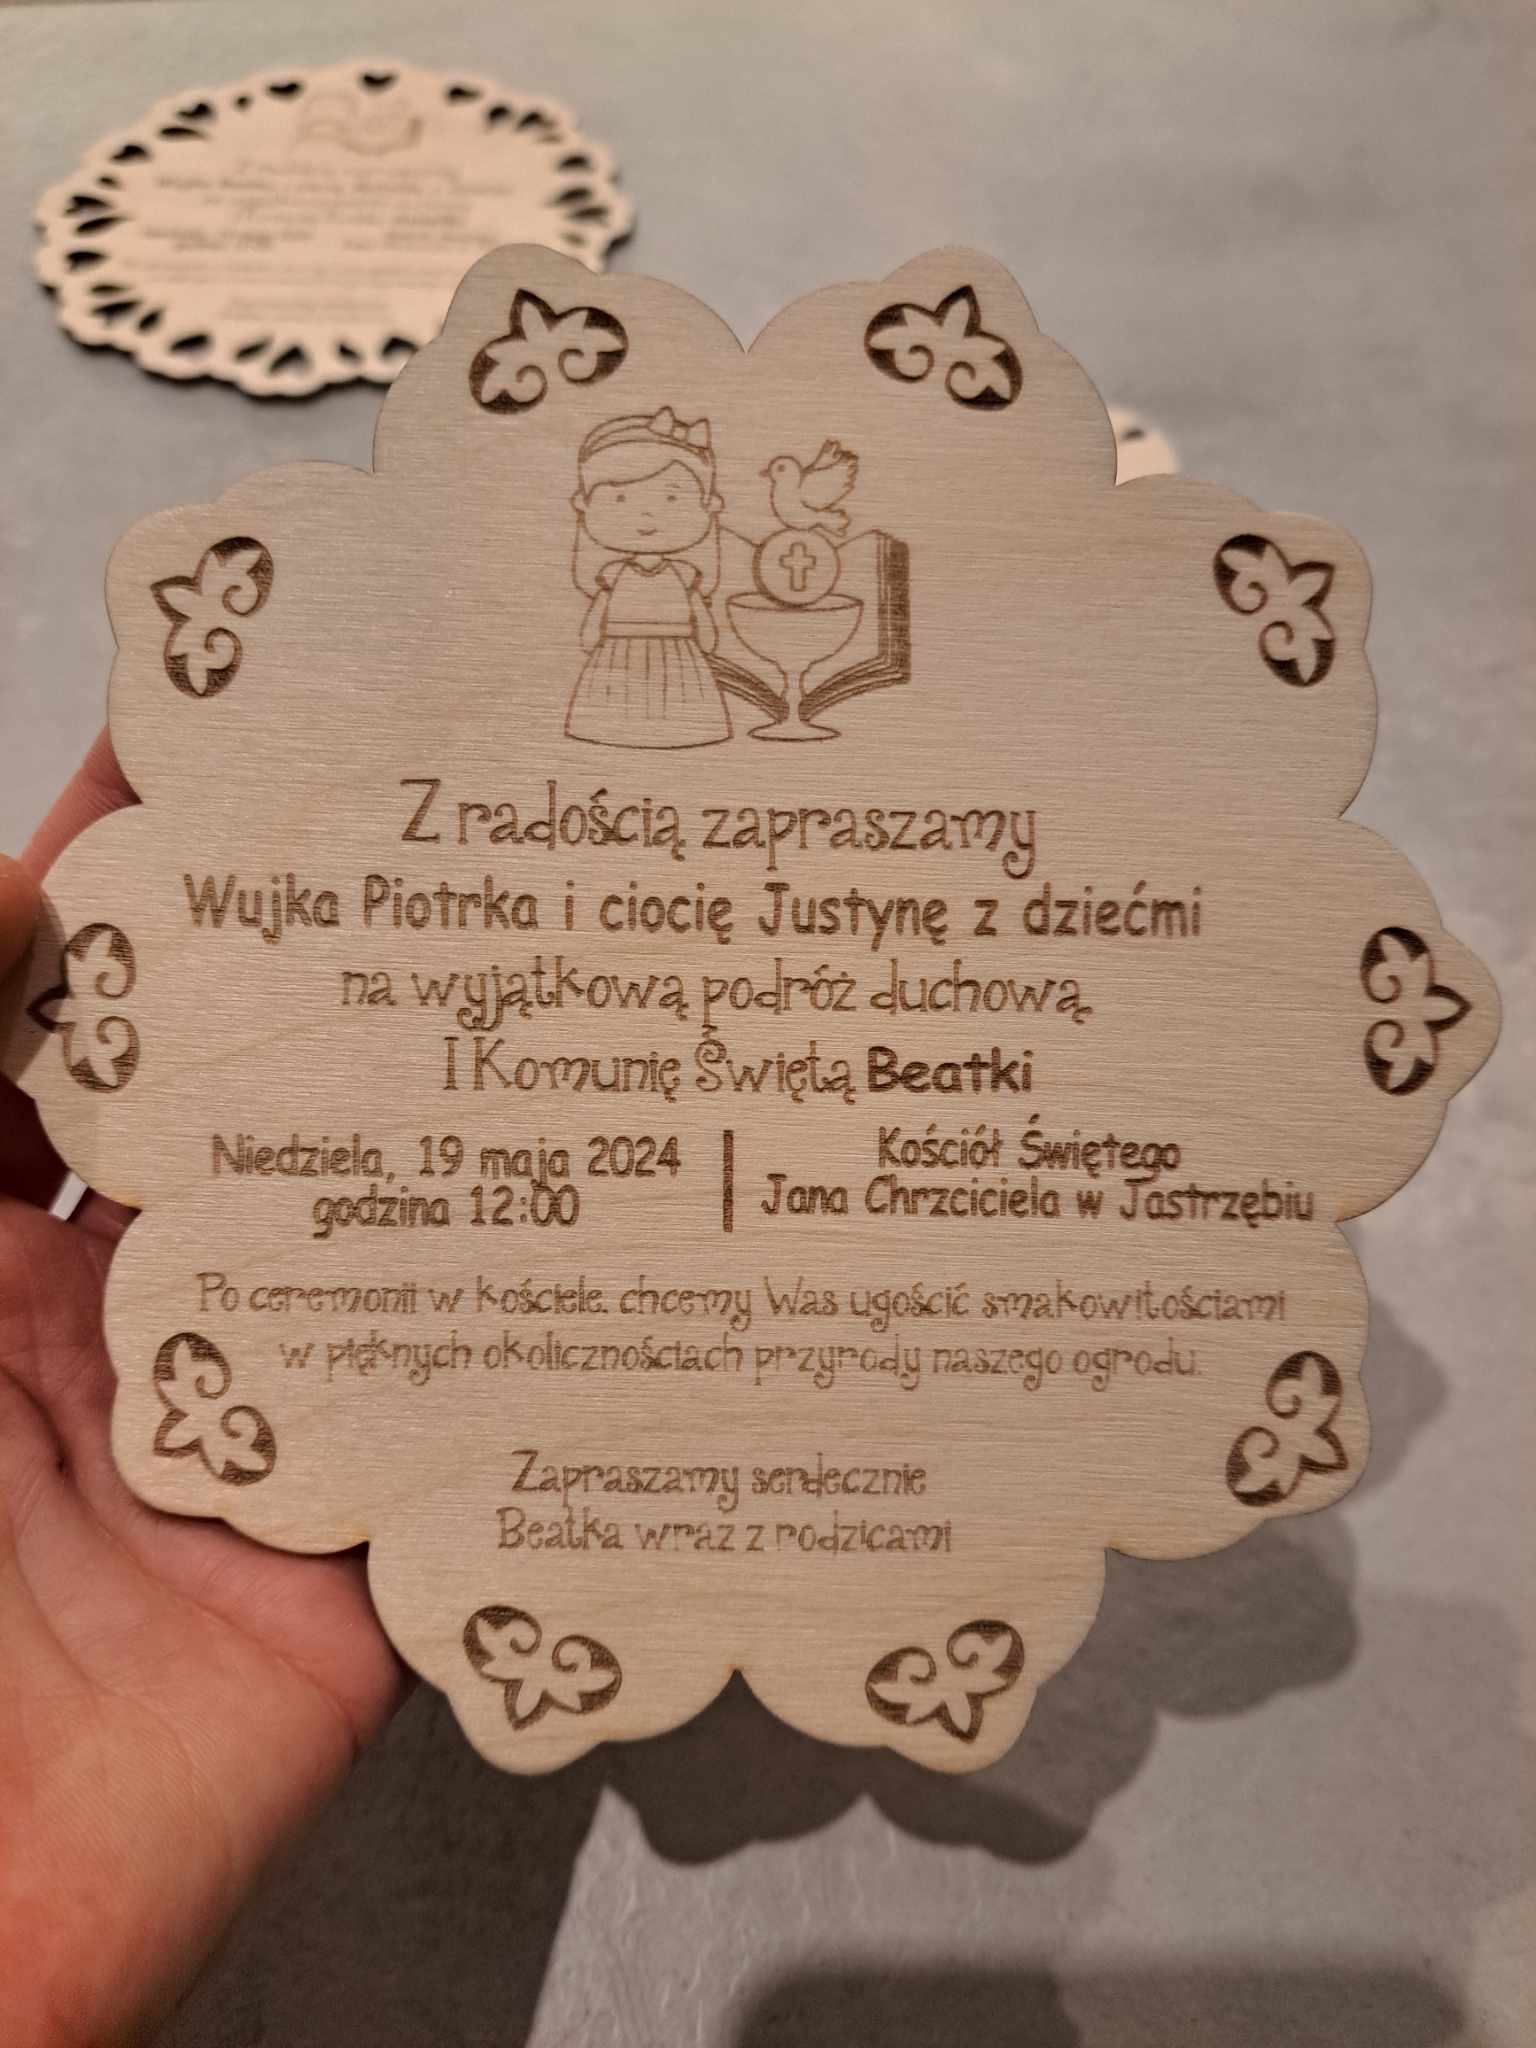 Z radością zapraszamy
Wujka Piotrka i ciocię Justynę z dziećmi
na wyjątkową podróż duchową
I Komunię Świętą Beatki
Niedziela, 19 maja 2024
godzina 12:00
Kościół Świętego
Jana Chrzciciela w Jastrzębiu
Po ceremonii w kościele. chcemy Was ugościć smakowitościami
w pięknych okolicznościach przyrody naszego ogrodu.
Zapraszamy serdecznie
Beatka wraz z rodzicami